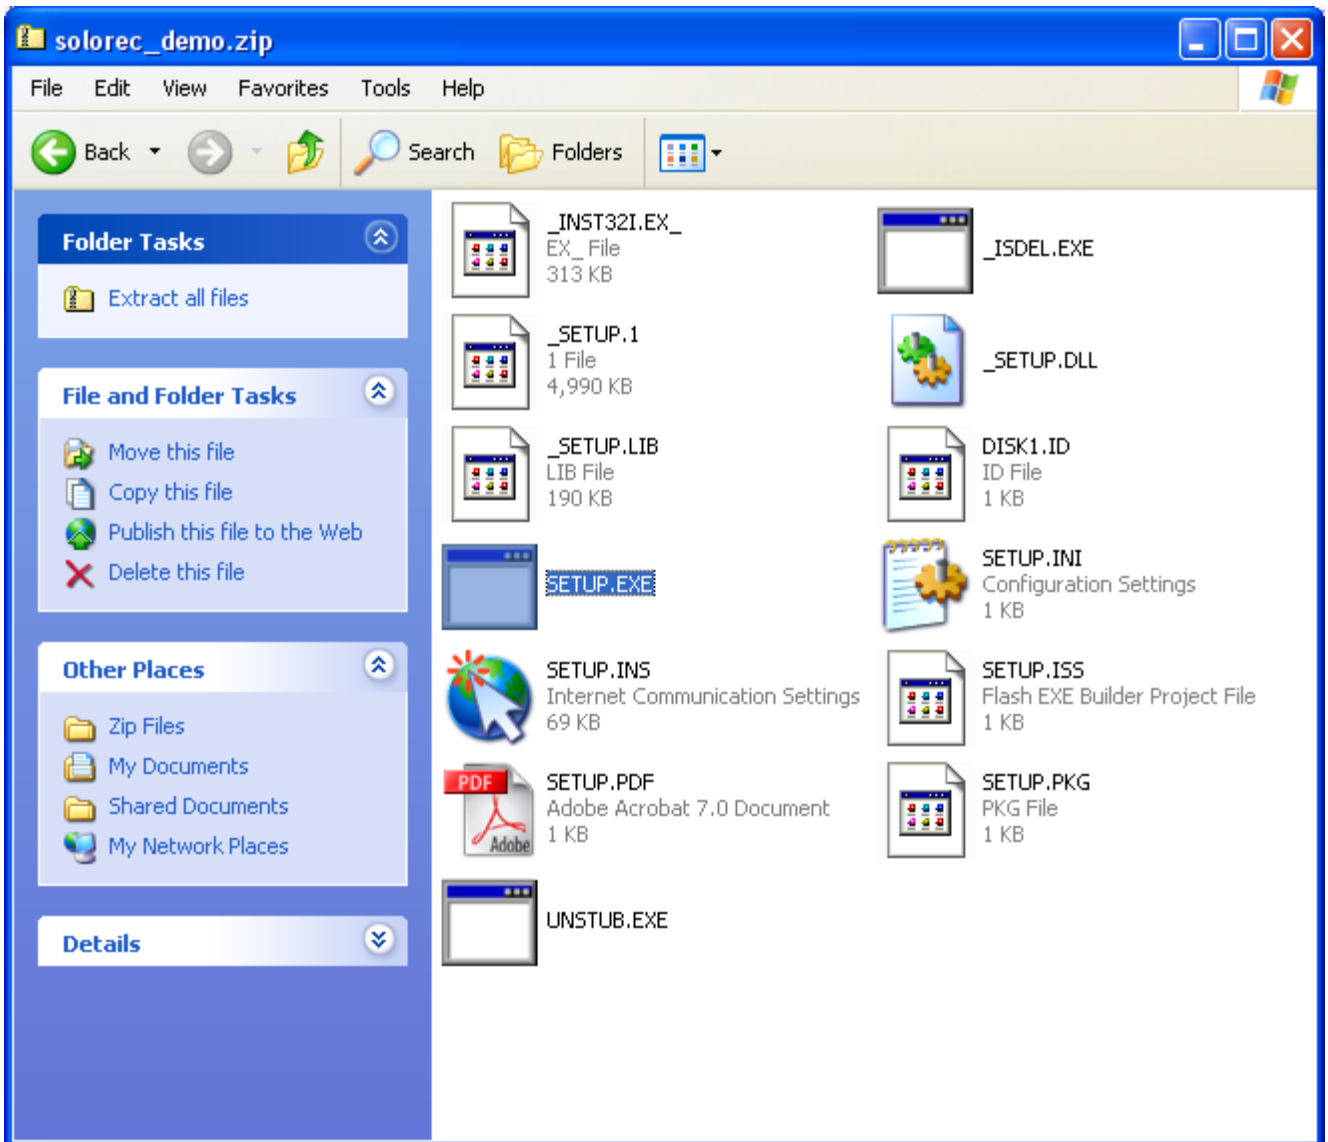 solorec_demo.zip
File Edit View Favorites Tools Help
Back Search Folders
Folder Tasks
Extract all files
File and Folder Tasks
Move this file
Copy this file
Publish this file to the Web
Delete this file
Other Places
Zip Files
My Documents
Shared Documents
My Network Places
Details
_INST32I.EX_
EX_ File
313 KB
_ISDEL.EXE
_SETUP.1
1 File
4,990 KB
_SETUP.DLL
_SETUP.LIB
LIB File
190 KB
DISK1.ID
ID File
1 KB
SETUP.EXE
SETUP.INI
Configuration Settings
1 KB
SETUP.INS
Internet Communication Settings
69 KB
SETUP.ISS
Flash EXE Builder Project File
1 KB
PDF
Adobe
SETUP.PDF
Adobe Acrobat 7.0 Document
1 KB
SETUP.PKG
PKG File
1 KB
UNSTUB.EXE